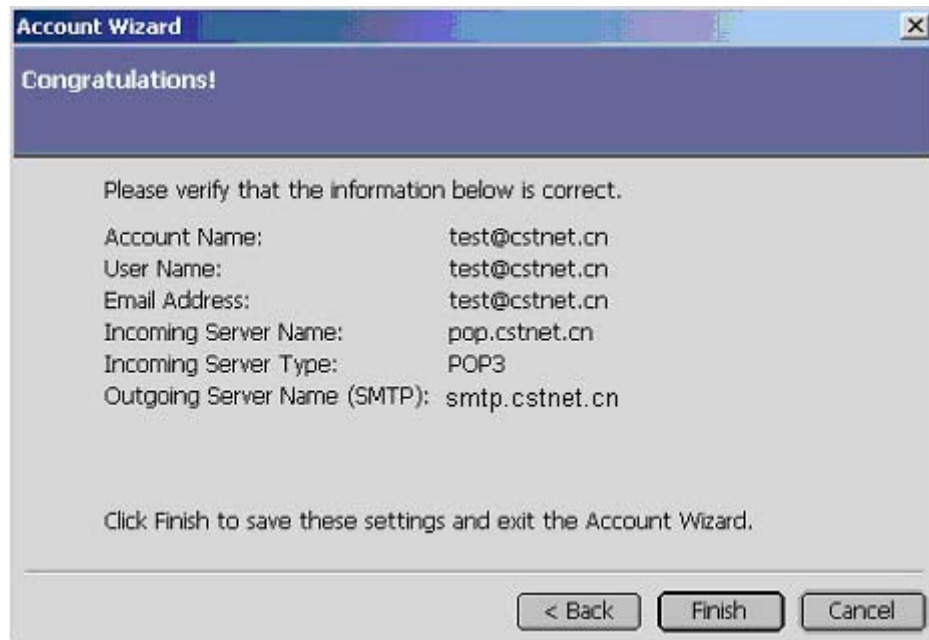 Account Wizard
Congratulations!
Please verify that the information below is correct.
Account Name: test@cstnet.cn
User Name: test@cstnet.cn
Email Address: test@cstnet.cn
Incoming Server Name: pop.cstnet.cn
Incoming Server Type: POP3
Outgoing Server Name (SMTP): smtp.cstnet.cn
Click Finish to save these settings and exit the Account Wizard.
< Back Finish Cancel